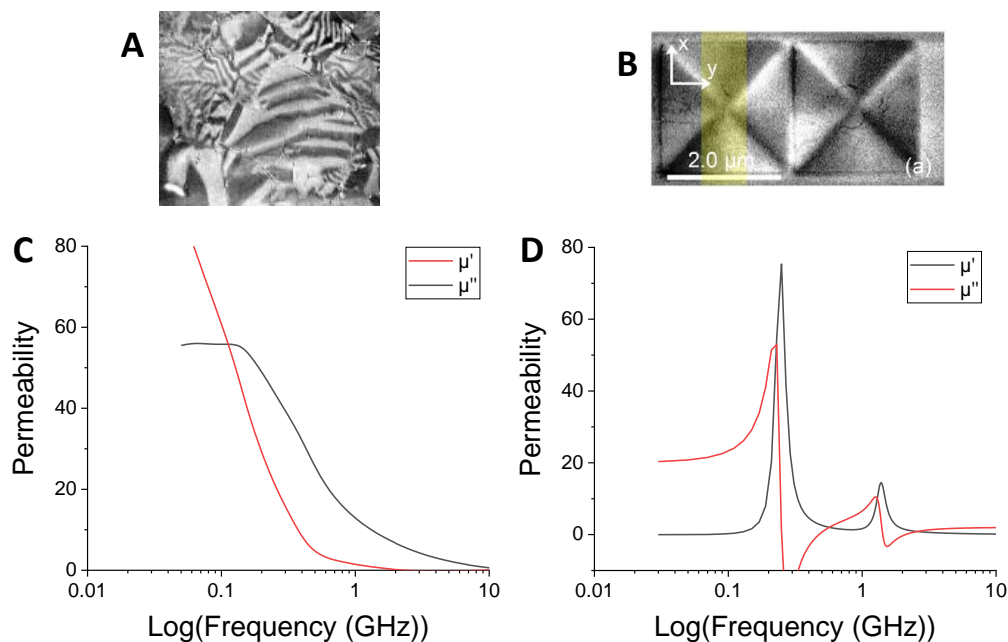 A
B
x
y
2.0 μm
(a)
C
80
60
40
20
0
Permeability
μ'
μ''
0.01
0.1
1
10
Log(Frequency (GHz))
D
80
60
40
20
0
Permeability
μ'
μ''
0.01
0.1
1
10
Log(Frequency (GHz))